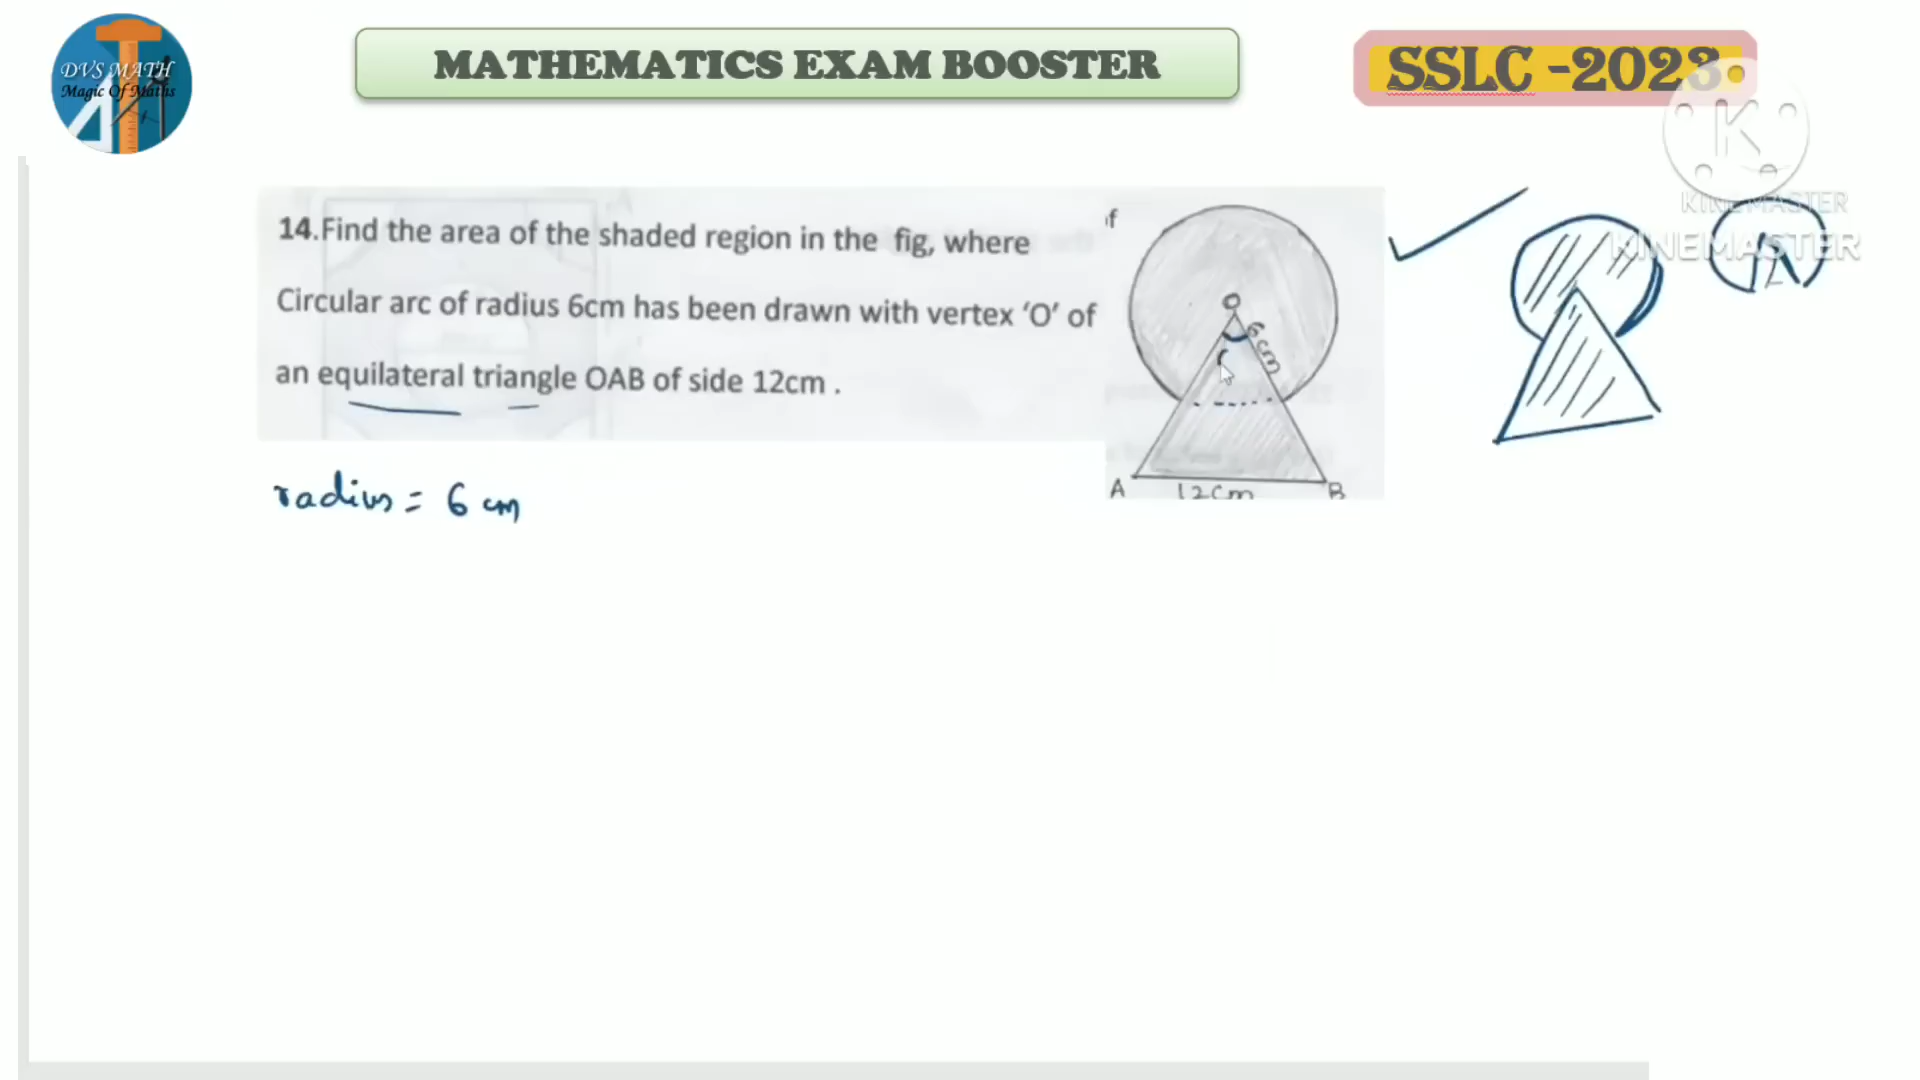 DVS MATH
Magic Of Maths
MATHEMATICS EXAM BOOSTER
SSLC -2023
K
KINEMASTER
KINEMASTER
14.Find the area of the shaded region in the fig, where
Circular arc of radius 6cm has been drawn with vertex ‘O’ of
an equilateral triangle OAB of side 12cm .
O
6cm
A 12cm B
radius = 6 cm